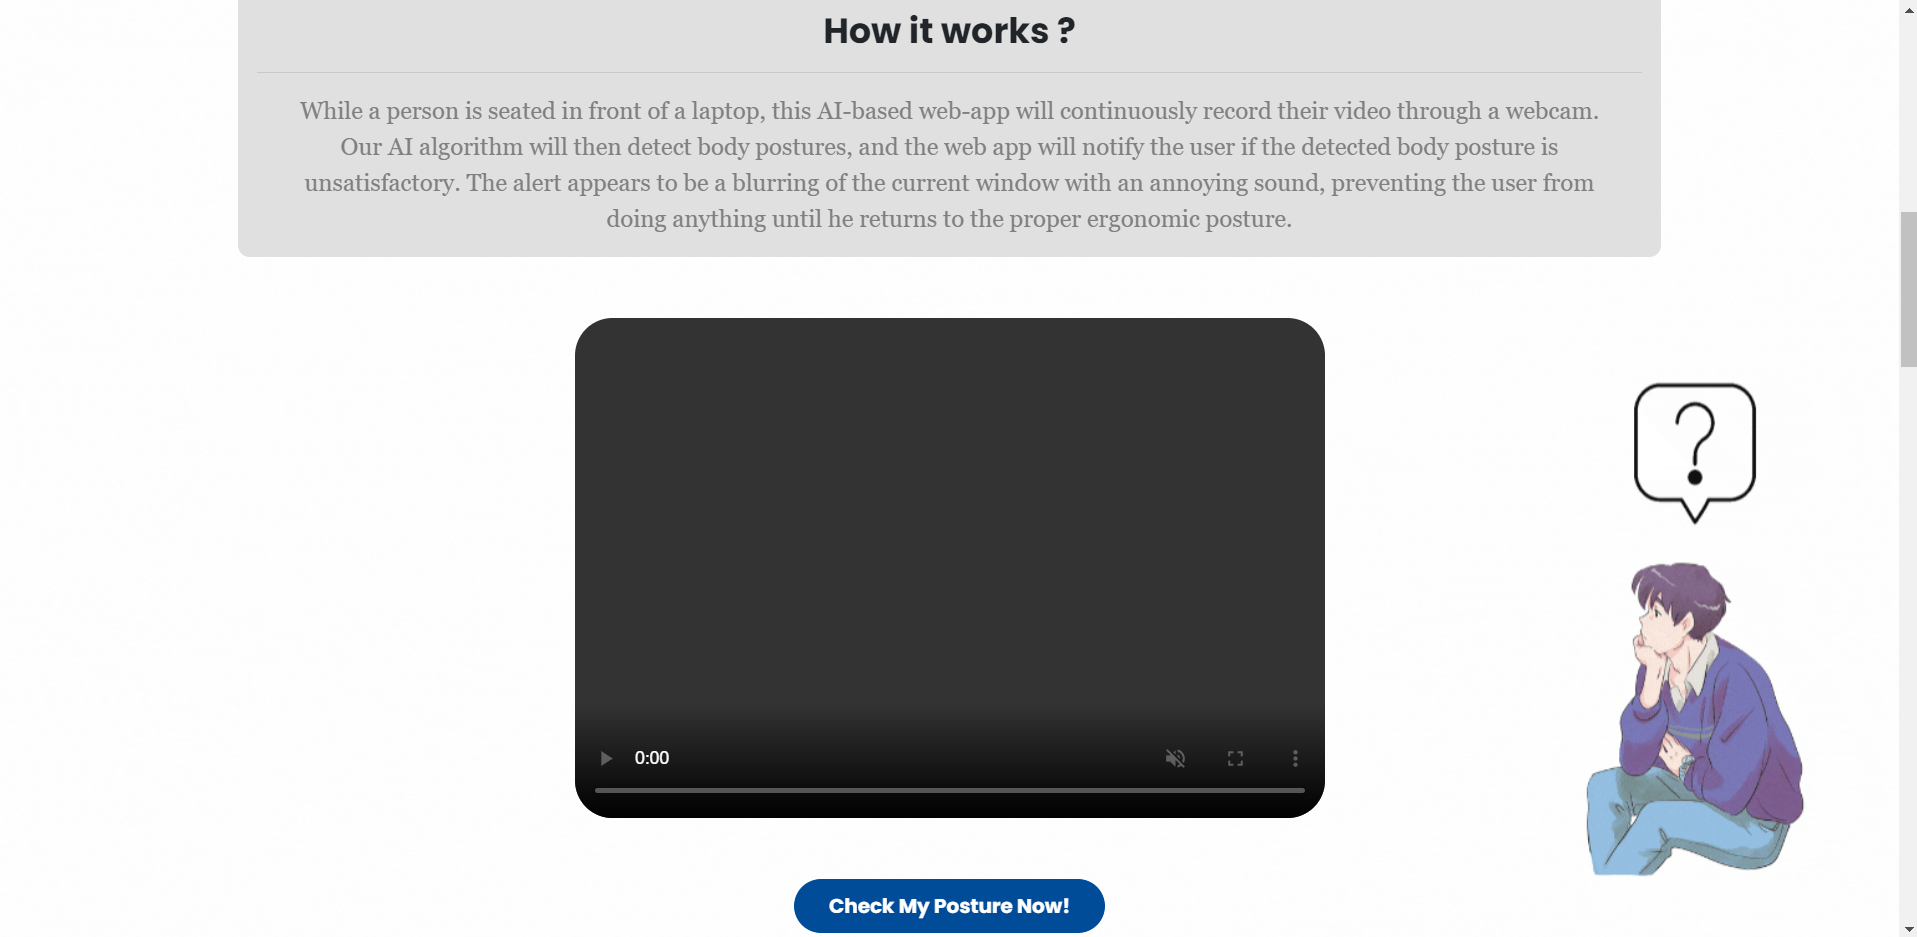 How it works ?
While a person is seated in front of a laptop, this AI-based web-app will continuously record their video through a webcam.
Our AI algorithm will then detect body postures, and the web app will notify the user if the detected body posture is
unsatisfactory. The alert appears to be a blurring of the current window with an annoying sound, preventing the user from
doing anything until he returns to the proper ergonomic posture.
?
0:00
Check My Posture Now!